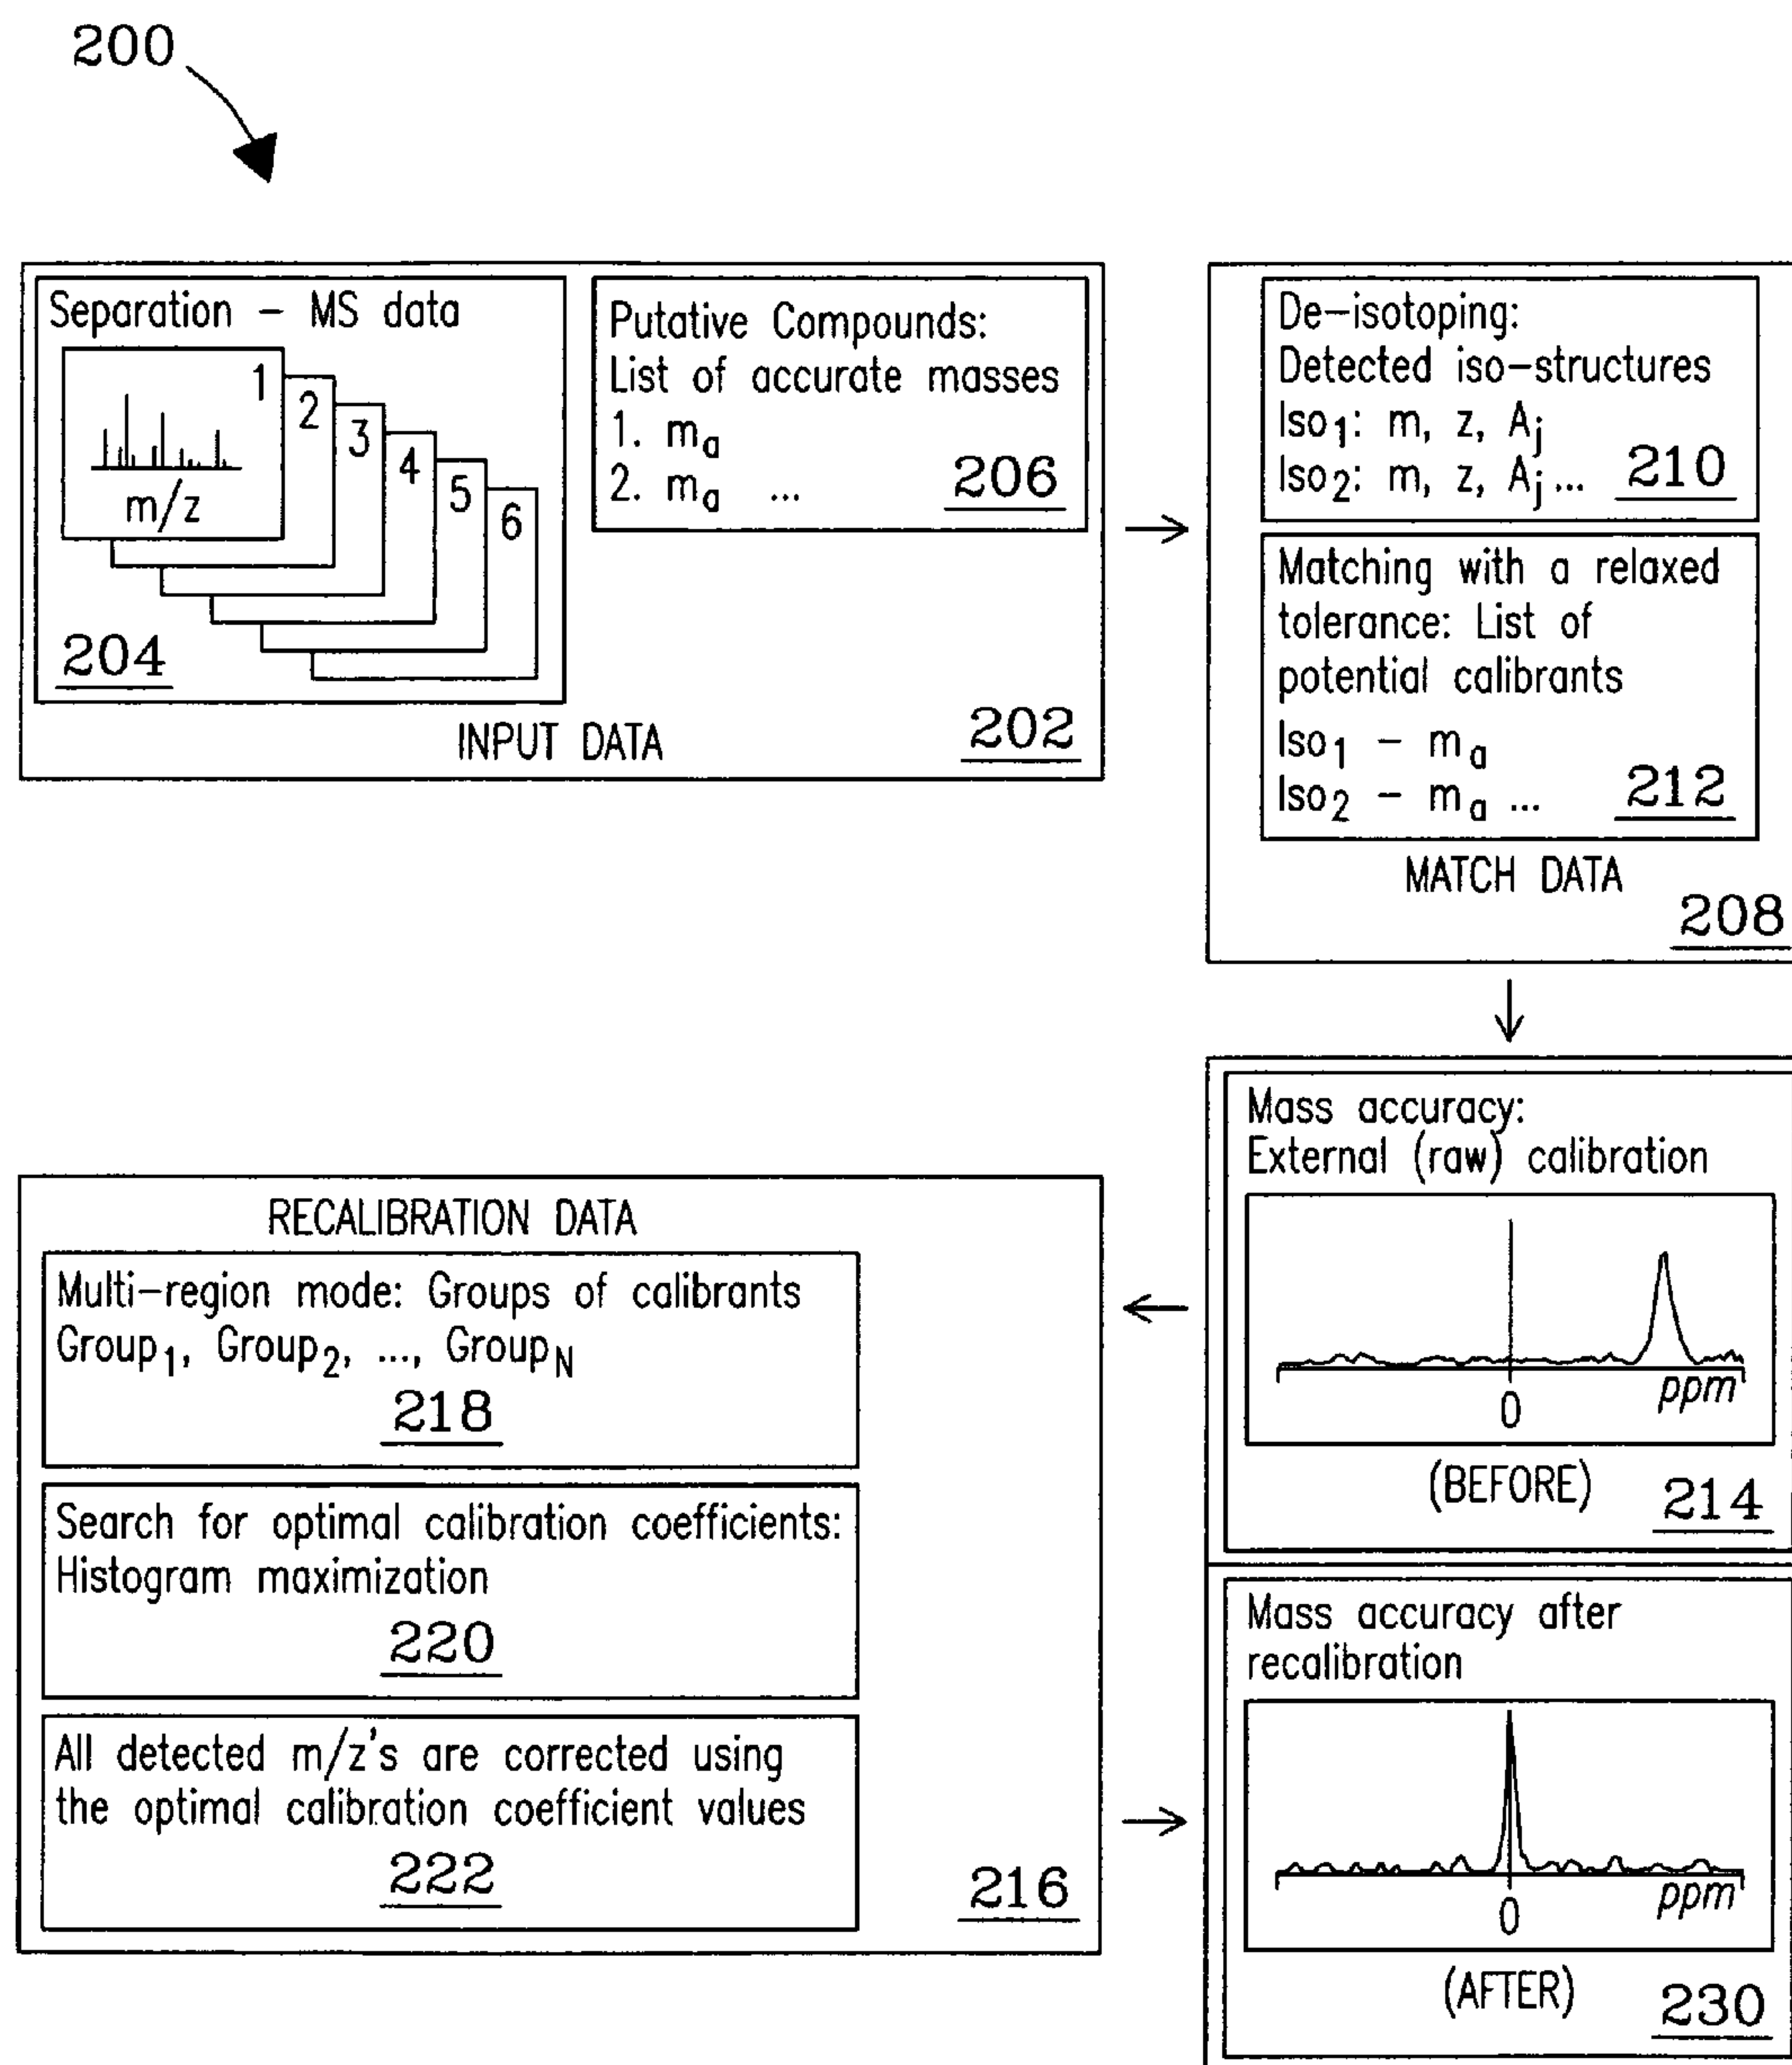 200
Separation – MS data
1
2
3
4
5
6
m/z
204
Putative Compounds:
List of accurate masses
1. mₐ
2. mₐ ...
206
INPUT DATA
202
De-isotoping:
Detected iso-structures
Iso₁: m, z, Aⱼ
Iso₂: m, z, Aⱼ...
210
Matching with a relaxed
tolerance: List of
potential calibrants
Iso₁ – mₐ
Iso₂ – mₐ ...
212
MATCH DATA
208
Mass accuracy:
External (raw) calibration
0
ppm
(BEFORE)
214
RECALIBRATION DATA
Multi-region mode: Groups of calibrants
Group₁, Group₂, ..., Group_N
218
Search for optimal calibration coefficients:
Histogram maximization
220
All detected m/z's are corrected using
the optimal calibration coefficient values
222
216
Mass accuracy after
recalibration
0
ppm
(AFTER)
230